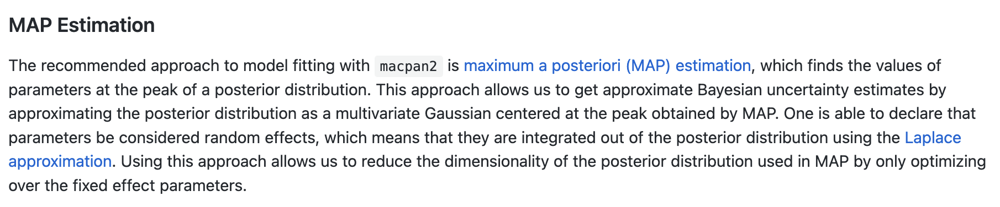 MAP Estimation
The recommended approach to model fitting with macpan2 is maximum a posteriori (MAP) estimation, which finds the values of
parameters at the peak of a posterior distribution. This approach allows us to get approximate Bayesian uncertainty estimates by
approximating the posterior distribution as a multivariate Gaussian centered at the peak obtained by MAP. One is able to declare that
parameters be considered random effects, which means that they are integrated out of the posterior distribution using the Laplace
approximation. Using this approach allows us to reduce the dimensionality of the posterior distribution used in MAP by only optimizing
over the fixed effect parameters.